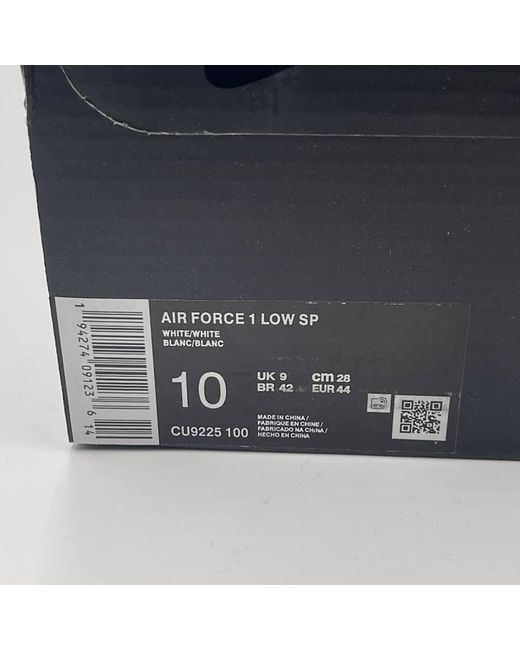 AIR FORCE 1 LOW SP
WHITE/WHITE
BLANC/BLANC
10
UK 9 cm 28
BR 42 EUR 44
MADE IN CHINA /
FABRIQUE EN CHINE /
FABRICADO NA CHINA /
HECHO EN CHINA
CU9225 100
1 94274 09123 6 14